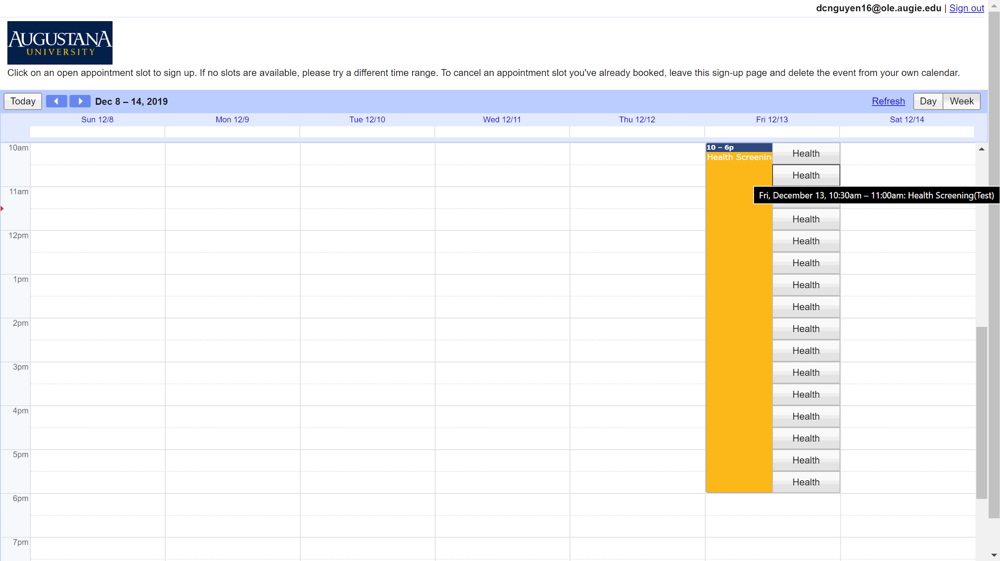 dcnguyen16@ole.augie.edu | Sign out
AUGUSTANA
UNIVERSITY
Click on an open appointment slot to sign up. If no slots are available, please try a different time range. To cancel an appointment slot you've already booked, leave this sign-up page and delete the event from your own calendar.
Today Dec 8 – 14, 2019 Refresh Day Week
Sun 12/8 Mon 12/9 Tue 12/10 Wed 12/11 Thu 12/12 Fri 12/13 Sat 12/14
10am 10 – 6p Health
Health Screening
Health
11am Fri, December 13, 10:30am – 11:00am: Health Screening(Test)
Health
12pm Health
Health
1pm Health
Health
2pm Health
Health
3pm Health
Health
4pm Health
Health
5pm Health
Health
6pm
7pm